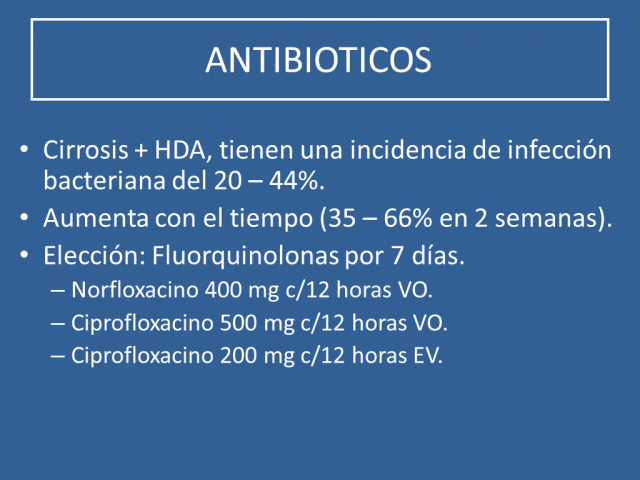 ANTIBIOTICOS
• Cirrosis + HDA, tienen una incidencia de infección
bacteriana del 20 – 44%.
• Aumenta con el tiempo (35 – 66% en 2 semanas).
• Elección: Fluorquinolonas por 7 días.
– Norfloxacino 400 mg c/12 horas VO.
– Ciprofloxacino 500 mg c/12 horas VO.
– Ciprofloxacino 200 mg c/12 horas EV.